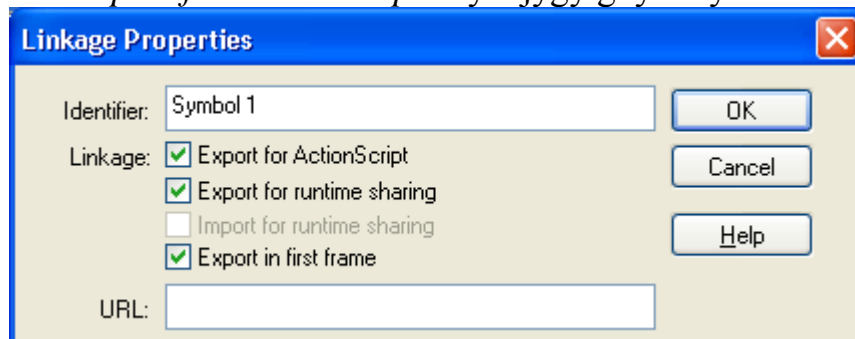 Linkage Properties
Identifier: Symbol 1 OK
Linkage: Export for ActionScript Cancel
Export for runtime sharing
Import for runtime sharing Help
Export in first frame
URL: